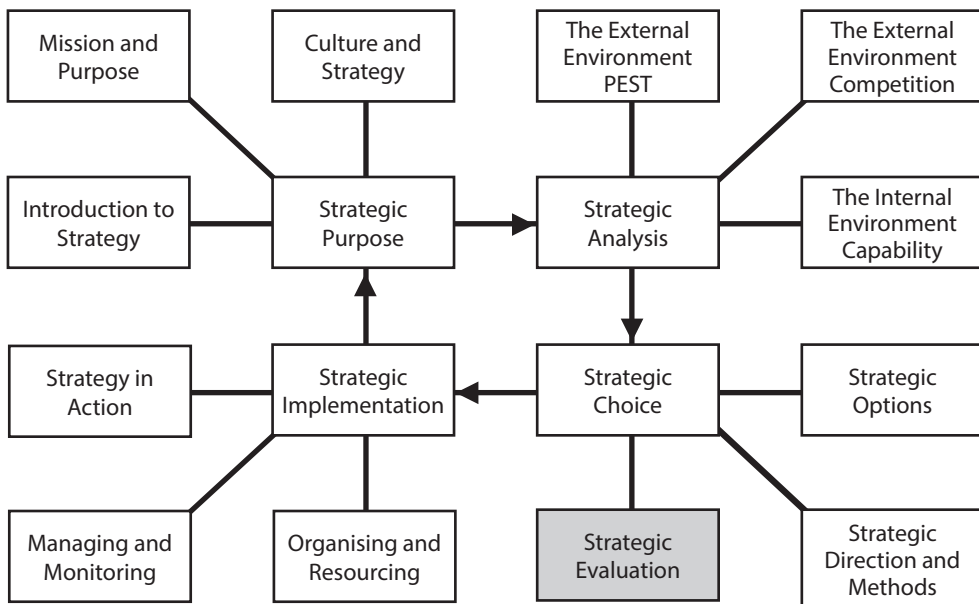 Mission and
Purpose
Culture and
Strategy
The External
Environment
PEST
The External
Environment
Competition
Introduction to
Strategy
Strategic
Purpose
Strategic
Analysis
The Internal
Environment
Capability
Strategy in
Action
Strategic
Implementation
Strategic
Choice
Strategic
Options
Managing and
Monitoring
Organising and
Resourcing
Strategic
Evaluation
Strategic
Direction and
Methods